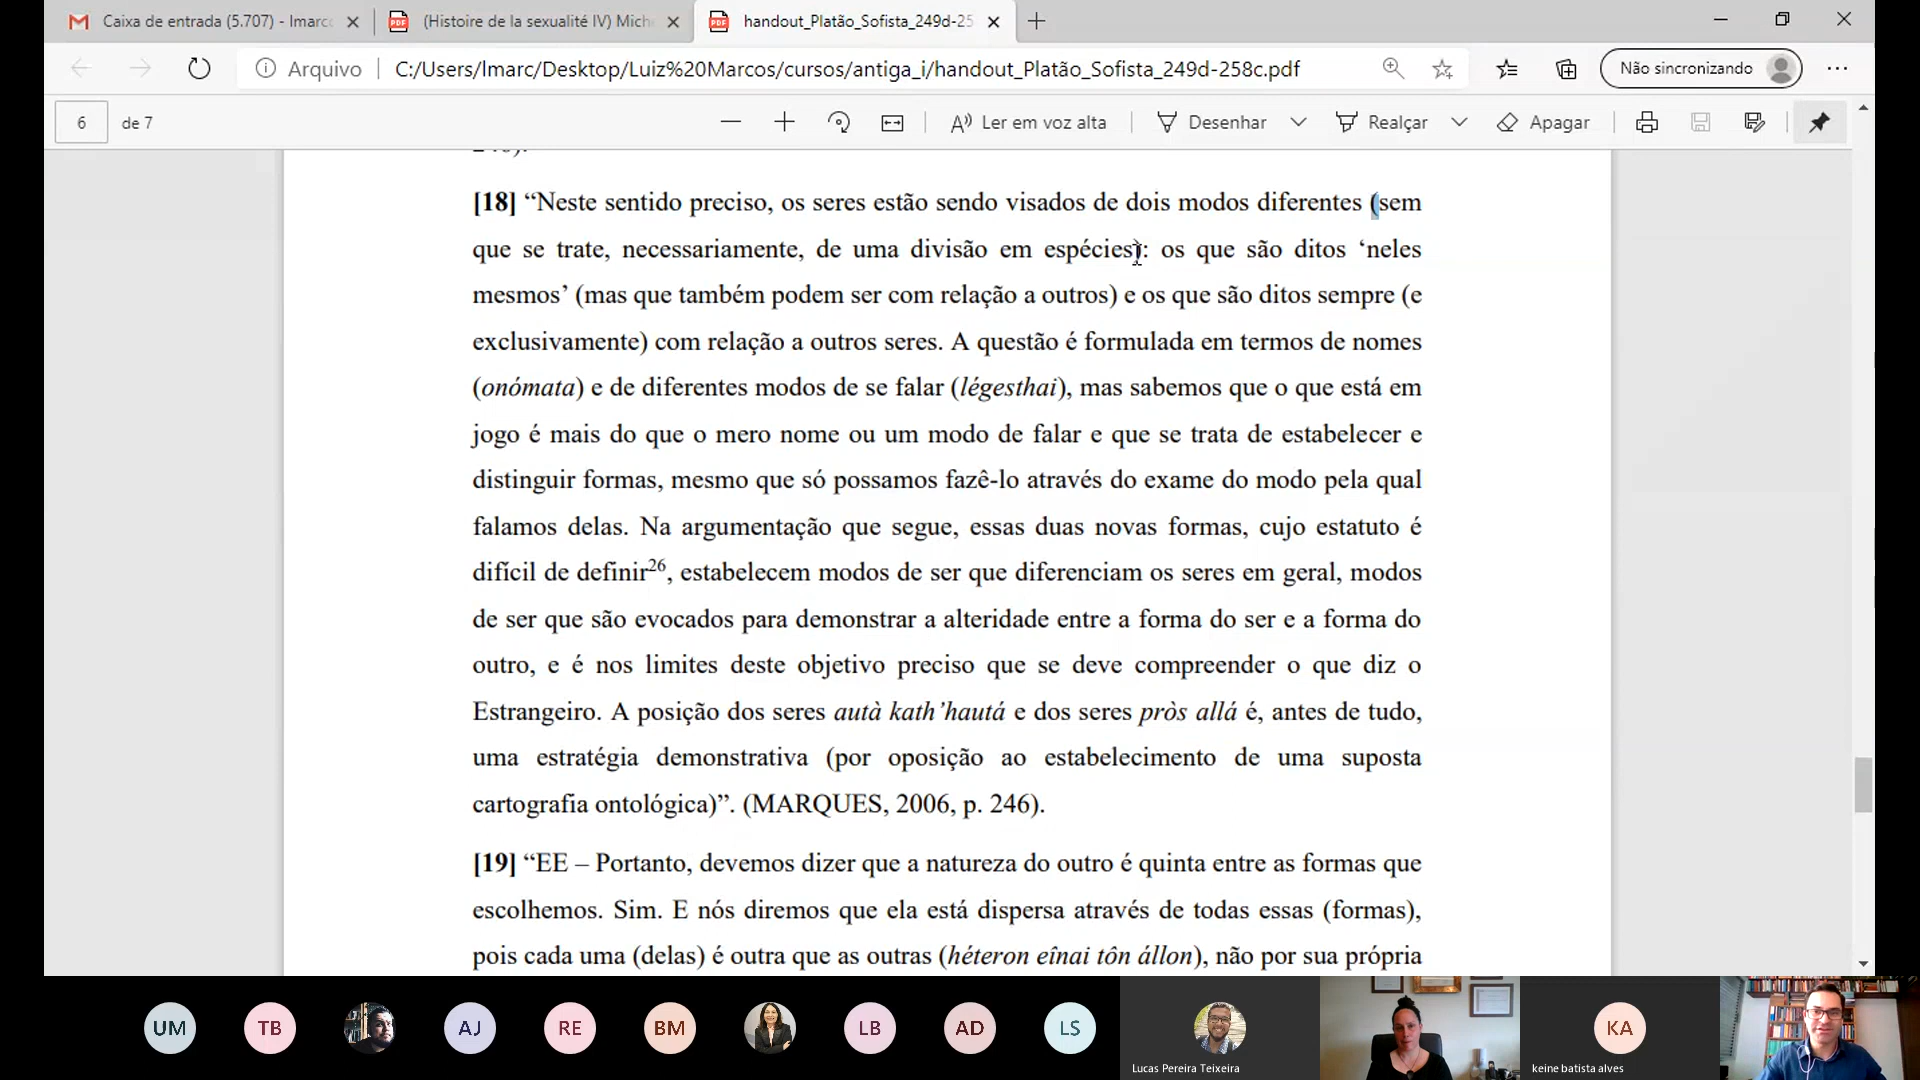 Caixa de entrada (5.707) - lmarc
(Histoire de la sexualité IV) Mich
handout_Platão_Sofista_249d-25
Arquivo
C:/Users/lmarc/Desktop/Luiz%20Marcos/cursos/antiga_i/handout_Platão_Sofista_249d-258c.pdf
Não sincronizando
6 de 7
Ler em voz alta
Desenhar
Realçar
Apagar
[18] “Neste sentido preciso, os seres estão sendo visados de dois modos diferentes (sem
que se trate, necessariamente, de uma divisão em espécies): os que são ditos ‘neles
mesmos’ (mas que também podem ser com relação a outros) e os que são ditos sempre (e
exclusivamente) com relação a outros seres. A questão é formulada em termos de nomes
(onómata) e de diferentes modos de se falar (légesthai), mas sabemos que o que está em
jogo é mais do que o mero nome ou um modo de falar e que se trata de estabelecer e
distinguir formas, mesmo que só possamos fazê-lo através do exame do modo pela qual
falamos delas. Na argumentação que segue, essas duas novas formas, cujo estatuto é
difícil de definir26, estabelecem modos de ser que diferenciam os seres em geral, modos
de ser que são evocados para demonstrar a alteridade entre a forma do ser e a forma do
outro, e é nos limites deste objetivo preciso que se deve compreender o que diz o
Estrangeiro. A posição dos seres autà kath’hautá e dos seres pròs allá é, antes de tudo,
uma estratégia demonstrativa (por oposição ao estabelecimento de uma suposta
cartografia ontológica)”. (MARQUES, 2006, p. 246).
[19] “EE – Portanto, devemos dizer que a natureza do outro é quinta entre as formas que
escolhemos. Sim. E nós diremos que ela está dispersa através de todas essas (formas),
pois cada uma (delas) é outra que as outras (héteron eînai tôn állon), não por sua própria
UM
TB
AJ
RE
BM
LB
AD
LS
Lucas Pereira Teixeira
KA
keine batista alves